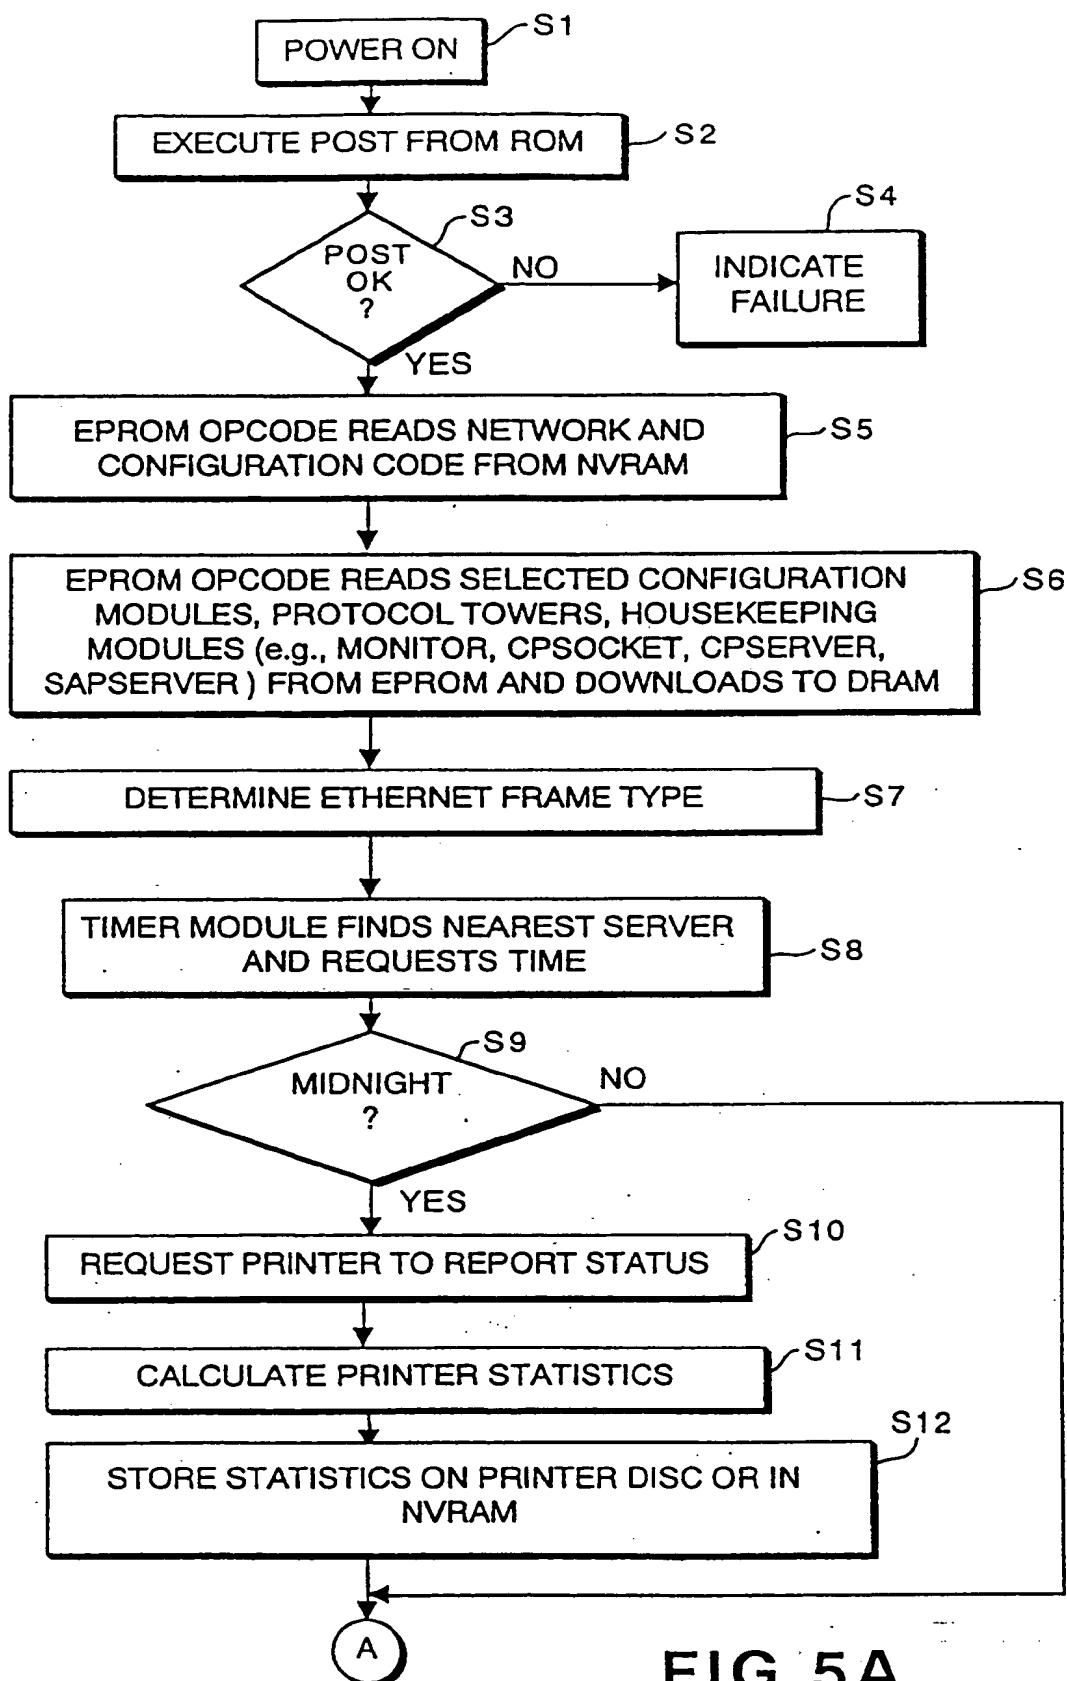 POWER ON
S1
EXECUTE POST FROM ROM
S2
POST
OK
?
S3
NO
YES
INDICATE
FAILURE
S4
EPROM OPCODE READS NETWORK AND
CONFIGURATION CODE FROM NVRAM
S5
EPROM OPCODE READS SELECTED CONFIGURATION
MODULES, PROTOCOL TOWERS, HOUSEKEEPING
MODULES (e.g., MONITOR, CPSOCKET, CPSERVER,
SAPSERVER ) FROM EPROM AND DOWNLOADS TO DRAM
S6
DETERMINE ETHERNET FRAME TYPE
S7
TIMER MODULE FINDS NEAREST SERVER
AND REQUESTS TIME
S8
MIDNIGHT
?
S9
NO
YES
REQUEST PRINTER TO REPORT STATUS
S10
CALCULATE PRINTER STATISTICS
S11
STORE STATISTICS ON PRINTER DISC OR IN
NVRAM
S12
A
FIG 5A